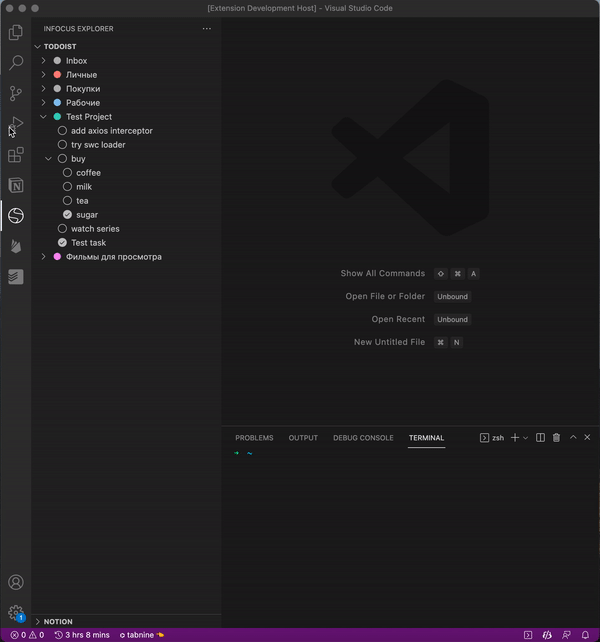 [Extension Development Host] - Visual Studio Code
INFOCUS EXPLORER
TODOIST
Inbox
Личные
Покупки
Рабочие
Test Project
add axios interceptor
try swc loader
buy
coffee
milk
tea
sugar
watch series
Test task
Фильмы для просмотра
Show All Commands ⇧ ⌘ A
Open File or Folder Unbound
Open Recent Unbound
New Untitled File ⌘ N
PROBLEMS OUTPUT DEBUG CONSOLE TERMINAL zsh
→ ~
NOTION
1
0 0 3 hrs 8 mins tabnine